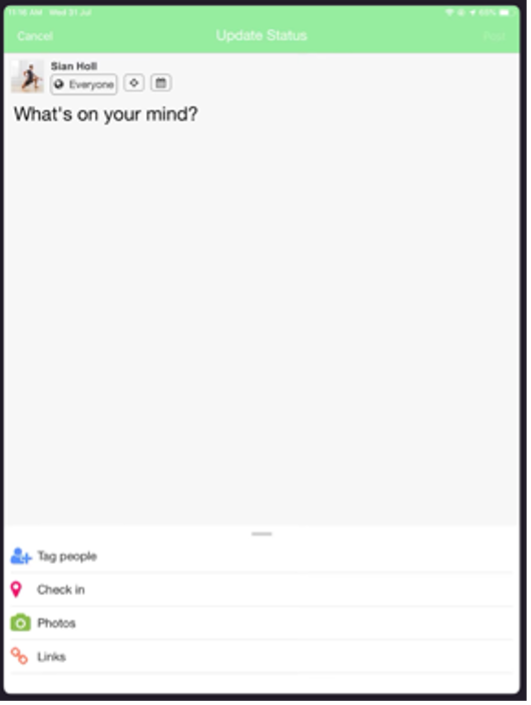 11:16 AM Wed 31 Jul 65%
Cancel Update Status Post
Sian Holl
Everyone
What's on your mind?
Tag people
Check in
Photos
Links